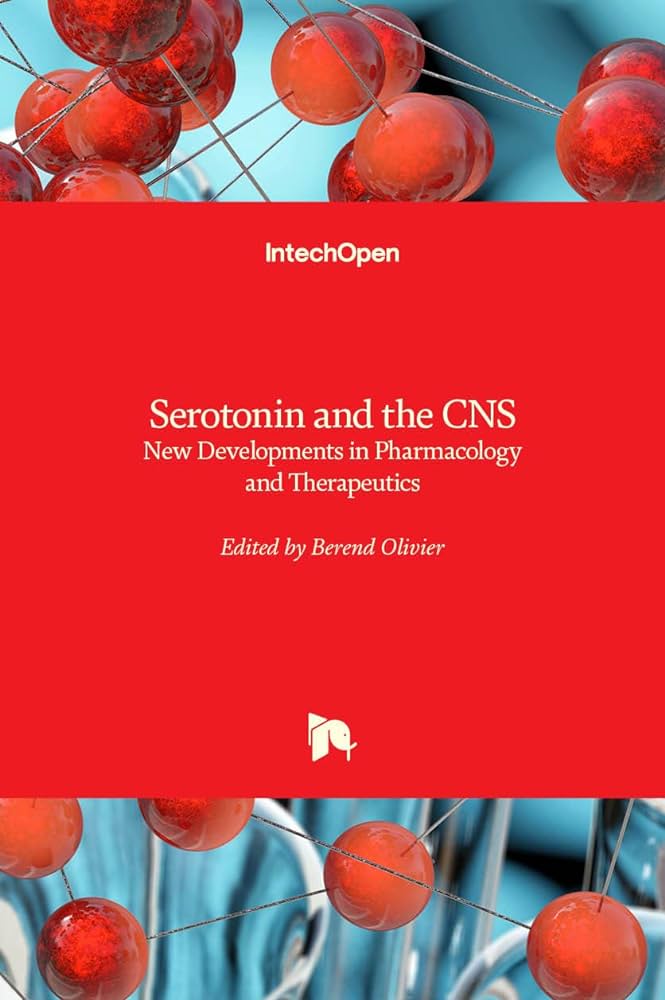 IntechOpen
Serotonin and the CNS
New Developments in Pharmacology
and Therapeutics
Edited by Berend Olivier